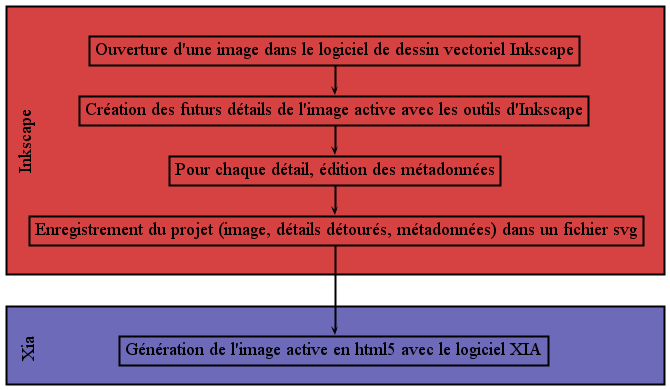 Ouverture d'une image dans le logiciel de dessin vectoriel Inkscape
Création des futurs détails de l'image active avec les outils d'Inkscape
Inkscape
Pour chaque détail, édition des métadonnées
Enregistrement du projet (image, détails détourés, métadonnées) dans un fichier svg
Xia
Génération de l'image active en html5 avec le logiciel XIA